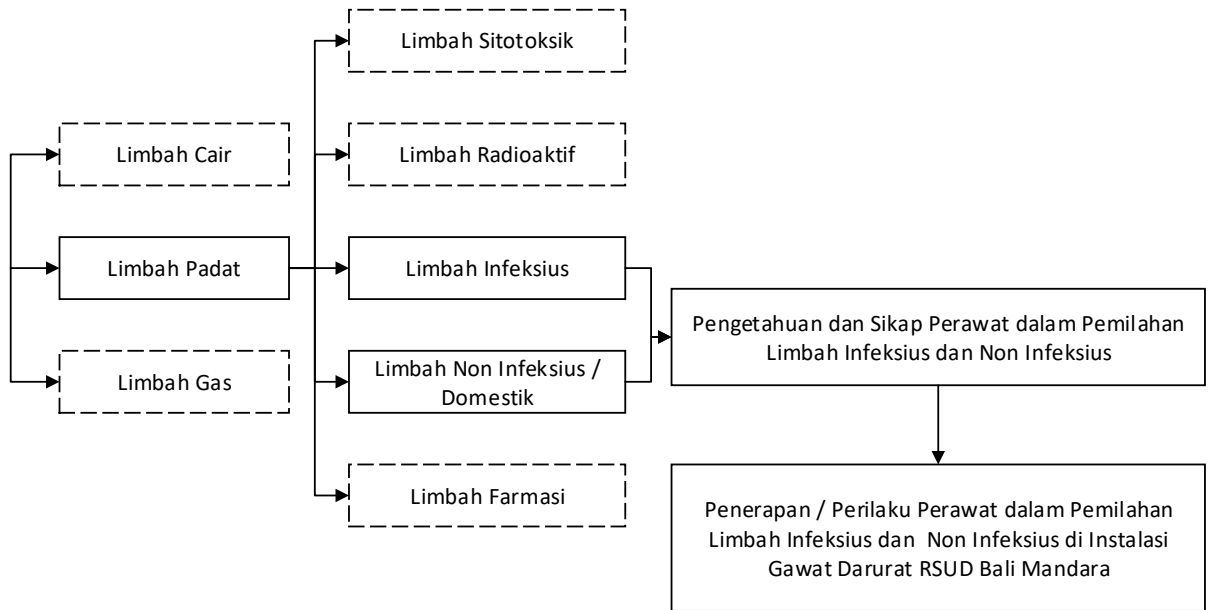 Limbah Cair
Limbah Padat
Limbah Gas
Limbah Sitotoksik
Limbah Radioaktif
Limbah Infeksius
Limbah Non Infeksius /
Domestik
Limbah Farmasi
Pengetahuan dan Sikap Perawat dalam Pemilahan
Limbah Infeksius dan Non Infeksius
Penerapan / Perilaku Perawat dalam Pemilahan
Limbah Infeksius dan Non Infeksius di Instalasi
Gawat Darurat RSUD Bali Mandara